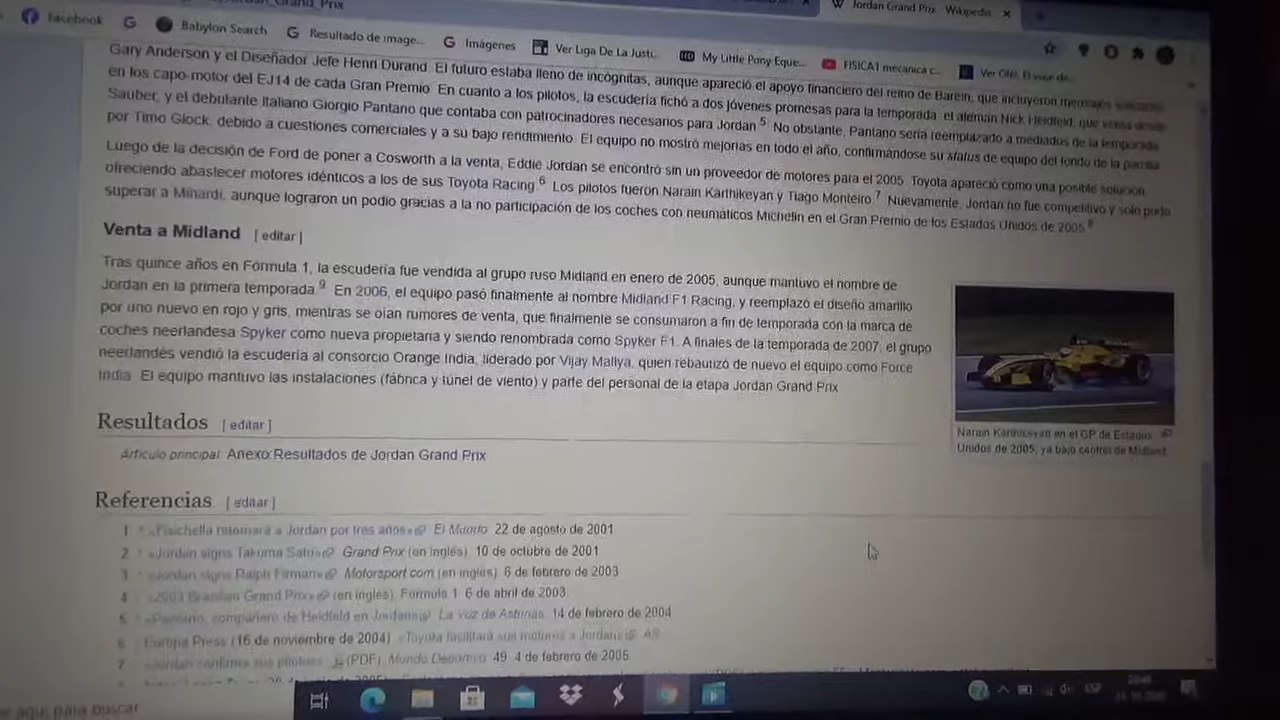 Jordan_Grand_Prix
Jordan Grand Prix Wikipedia
Facebook
Babylon Search
Resultado de image...
Imágenes
Ver Liga De La Justi...
My Little Pony Eque...
FISICA I mecanica c...
Gary Anderson y el Diseñador Jefe Henri Durand. El futuro estaba lleno de incógnitas, aunque apareció el apoyo financiero del reino de Baréin, que incluyeron mensajes
en los capo-motor del EJ14 de cada Gran Premio. En cuanto a los pilotos, la escudería fichó a dos jóvenes promesas para la temporada: el alemán Nick Heidfeld, que venía desde
Sauber, y el debutante italiano Giorgio Pantano que contaba con patrocinadores necesarios para Jordan.5 No obstante, Pantano sería reemplazado a mediados de la temporada
por Timo Glock, debido a cuestiones comerciales y a su bajo rendimiento. El equipo no mostró mejorías en todo el año, confirmándose su status de equipo del fondo de la parrilla.
Luego de la decisión de Ford de poner a Cosworth a la venta, Eddie Jordan se encontró sin un proveedor de motores para el 2005. Toyota apareció como una posible solución,
ofreciendo abastecer motores idénticos a los de sus Toyota Racing.6 Los pilotos fueron Narain Karthikeyan y Tiago Monteiro.7 Nuevamente, Jordan no fue competitivo y solo pudo
superar a Minardi, aunque lograron un podio gracias a la no participación de los coches con neumáticos Michelin en el Gran Premio de los Estados Unidos de 2005.8
Venta a Midland [ editar ]
Tras quince años en Fórmula 1, la escudería fue vendida al grupo ruso Midland en enero de 2005, aunque mantuvo el nombre de
Jordan en la primera temporada.9 En 2006, el equipo pasó finalmente al nombre Midland F1 Racing, y reemplazó el diseño amarillo
por uno nuevo en rojo y gris, mientras se oían rumores de venta, que finalmente se consumaron a fin de temporada con la marca de
coches neerlandesa Spyker como nueva propietaria y siendo renombrada como Spyker F1. A finales de la temporada de 2007, el grupo
neerlandés vendió la escudería al consorcio Orange India, liderado por Vijay Mallya, quien rebautizó de nuevo el equipo como Force
India. El equipo mantuvo las instalaciones (fábrica y túnel de viento) y parte del personal de la etapa Jordan Grand Prix
Narain Karthikeyan en el GP de Estados
Unidos de 2005, ya bajo control de Midland.
Resultados [ editar ]
Artículo principal: Anexo:Resultados de Jordan Grand Prix
Referencias [ editar ]
1. «Fisichella retornará a Jordan por tres años» El Mundo. 22 de agosto de 2001
2. «Jordan signs Takuma Sato» Grand Prix (en inglés). 10 de octubre de 2001
3. «Jordan signs Ralph Firman» Motorsport.com (en inglés). 6 de febrero de 2003
4. «2003 Brazilian Grand Prix» (en inglés). Formula 1. 6 de abril de 2003.
5. «Pantano, compañero de Heidfeld en Jordan» La Voz de Asturias. 14 de febrero de 2004
6. Europa Press (16 de noviembre de 2004). «Toyota facilitará sus motores a Jordan» AS
7. «Jordan confirma sus pilotos» (PDF). Mundo Deportivo: 49. 4 de febrero de 2005
aquí para buscar